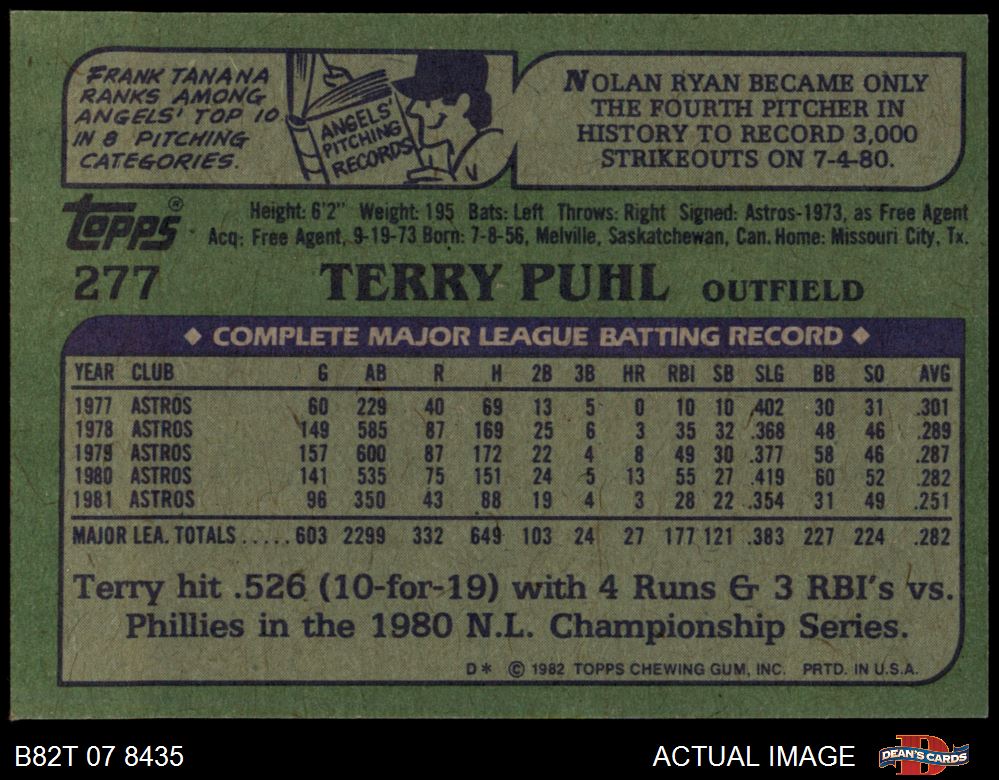 FRANK TANANA
RANKS AMONG
ANGELS' TOP 10
IN 8 PITCHING
CATEGORIES.
ANGELS'
PITCHING
RECORDS
NOLAN RYAN BECAME ONLY
THE FOURTH PITCHER IN
HISTORY TO RECORD 3,000
STRIKEOUTS ON 7-4-80.
TOPPS®
Height: 6'2" Weight: 195 Bats: Left Throws: Right Signed: Astros-1973, as Free Agent
Acq: Free Agent, 9-19-73 Born: 7-8-56, Melville, Saskatchewan, Can. Home: Missouri City, Tx.
277 TERRY PUHL OUTFIELD
◆ COMPLETE MAJOR LEAGUE BATTING RECORD ◆
YEAR CLUB G AB R H 2B 3B HR RBI SB SLG BB SO AVG
1977 ASTROS 60 229 40 69 13 5 0 10 10 .402 30 31 .301
1978 ASTROS 149 585 87 169 25 6 3 35 32 .368 48 46 .289
1979 ASTROS 157 600 87 172 22 4 8 49 30 .377 58 46 .287
1980 ASTROS 141 535 75 151 24 5 13 55 27 .419 60 52 .282
1981 ASTROS 96 350 43 88 19 4 3 28 22 .354 31 49 .251
MAJOR LEA. TOTALS.....603 2299 332 649 103 24 27 177 121 .383 227 224 .282
Terry hit .526 (10-for-19) with 4 Runs & 3 RBI's vs.
Phillies in the 1980 N.L. Championship Series.
D* © 1982 TOPPS CHEWING GUM, INC. PRTD. IN U.S.A.
B82T 07 8435 ACTUAL IMAGE DEAN'S CARDS